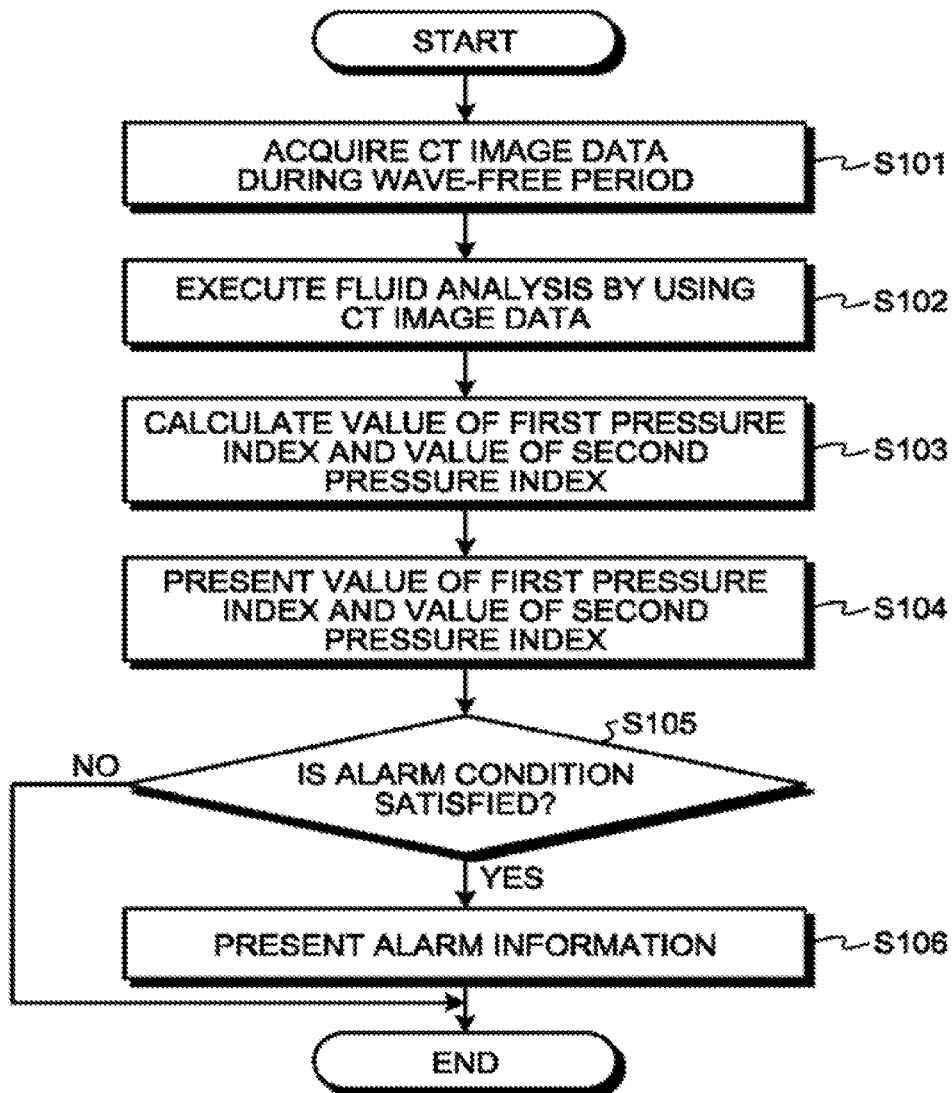 START
ACQUIRE CT IMAGE DATA
DURING WAVE-FREE PERIOD
S101
EXECUTE FLUID ANALYSIS BY USING
CT IMAGE DATA
S102
CALCULATE VALUE OF FIRST PRESSURE
INDEX AND VALUE OF SECOND
PRESSURE INDEX
S103
PRESENT VALUE OF FIRST PRESSURE
INDEX AND VALUE OF SECOND
PRESSURE INDEX
S104
S105
NO
IS ALARM CONDITION
SATISFIED?
YES
PRESENT ALARM INFORMATION
S106
END